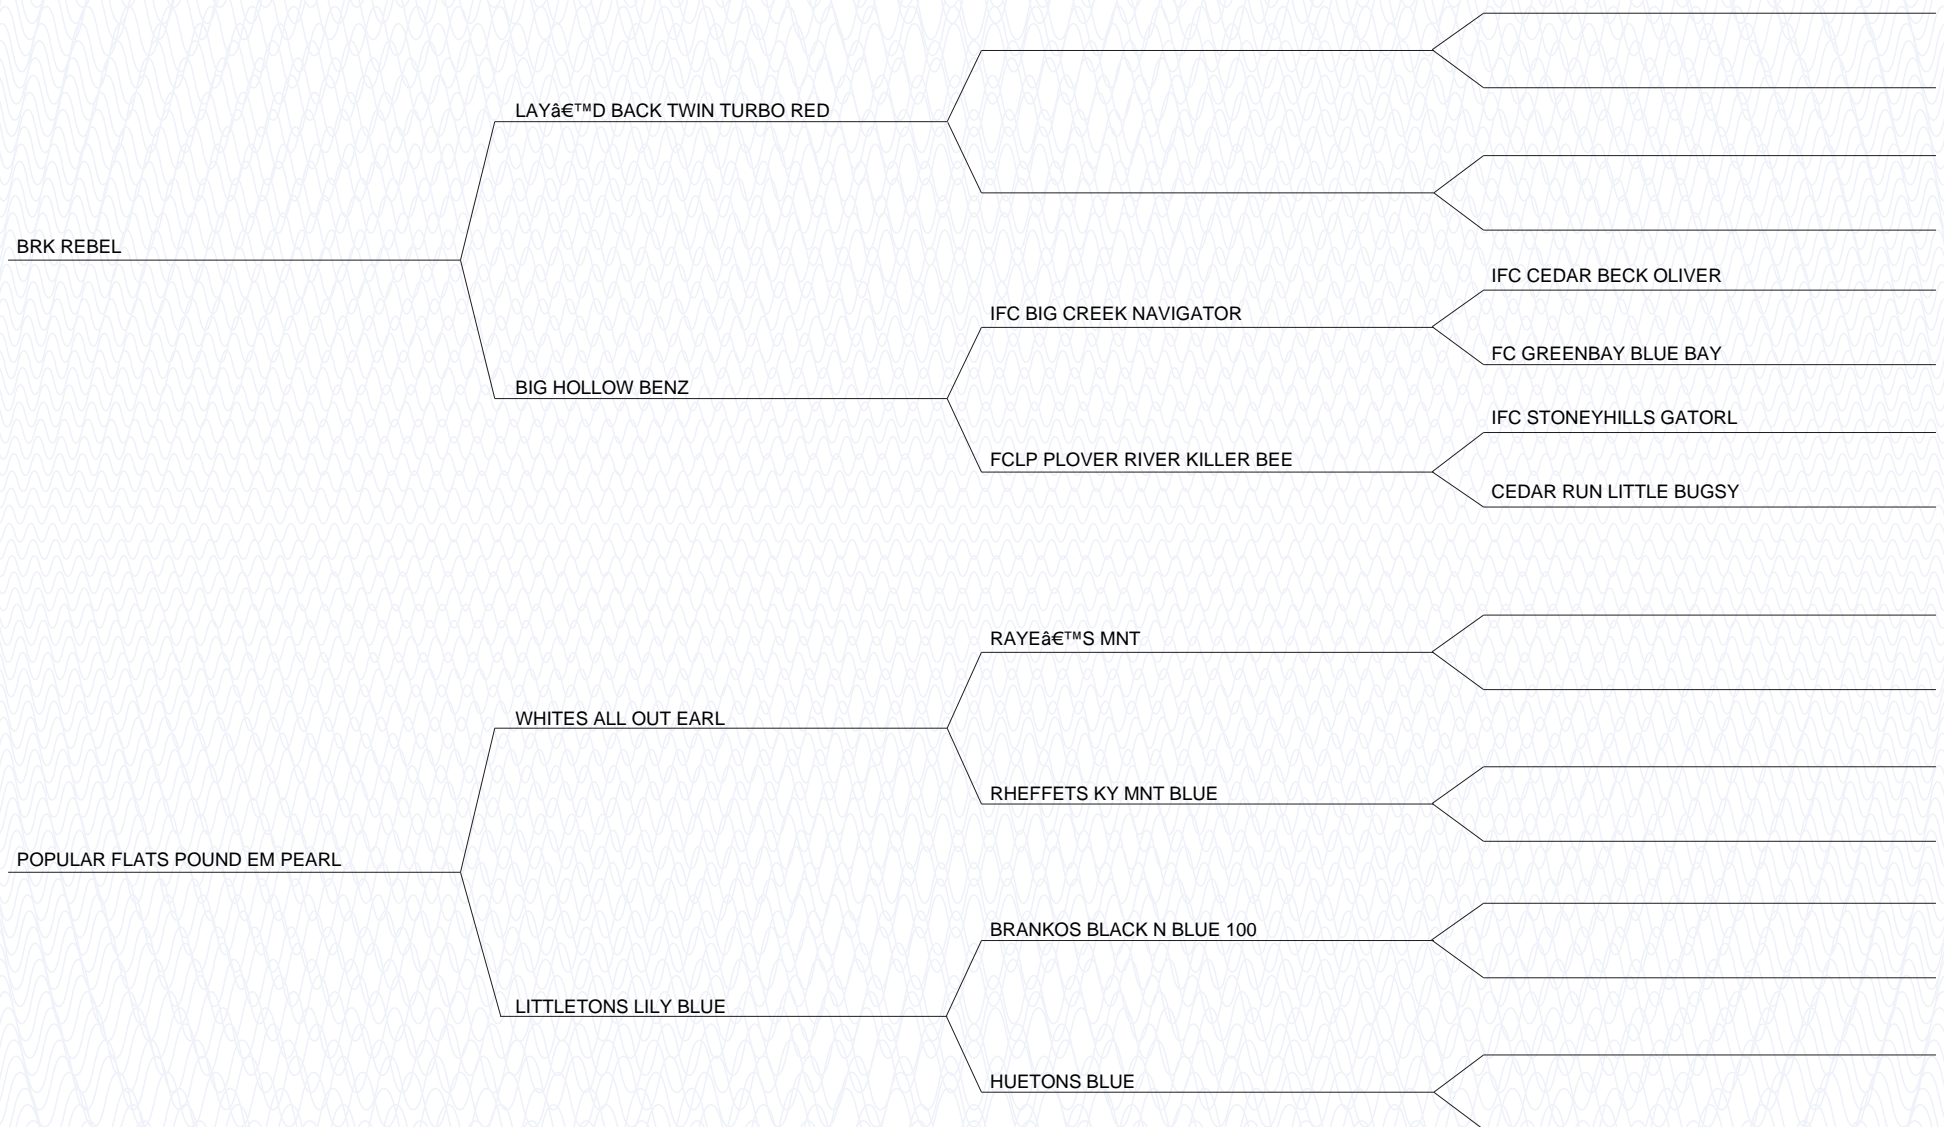 LAYâ€™D BACK TWIN TURBO RED
BRK REBEL
IFC CEDAR BECK OLIVER
IFC BIG CREEK NAVIGATOR
FC GREENBAY BLUE BAY
BIG HOLLOW BENZ
IFC STONEYHILLS GATORL
FCLP PLOVER RIVER KILLER BEE
CEDAR RUN LITTLE BUGSY
RAYEâ€™S MNT
WHITES ALL OUT EARL
RHEFFETS KY MNT BLUE
POPULAR FLATS POUND EM PEARL
BRANKOS BLACK N BLUE 100
LITTLETONS LILY BLUE
HUETONS BLUE